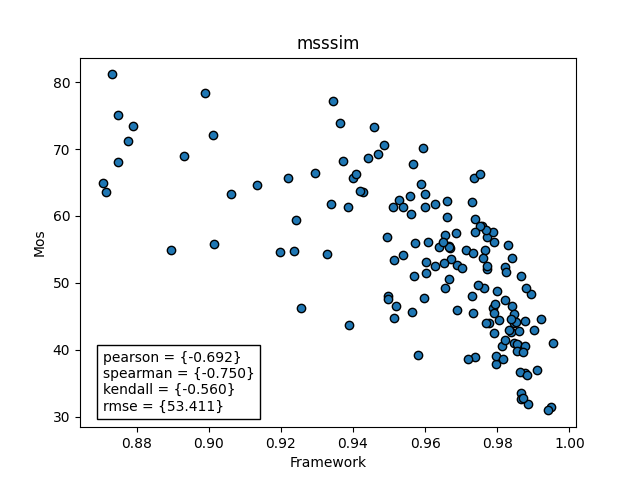 msssim
80
70
60
50
40
30
Mos
pearson = {-0.692}
spearman = {-0.750}
kendall = {-0.560}
rmse = {53.411}
0.88 0.90 0.92 0.94 0.96 0.98 1.00
Framework